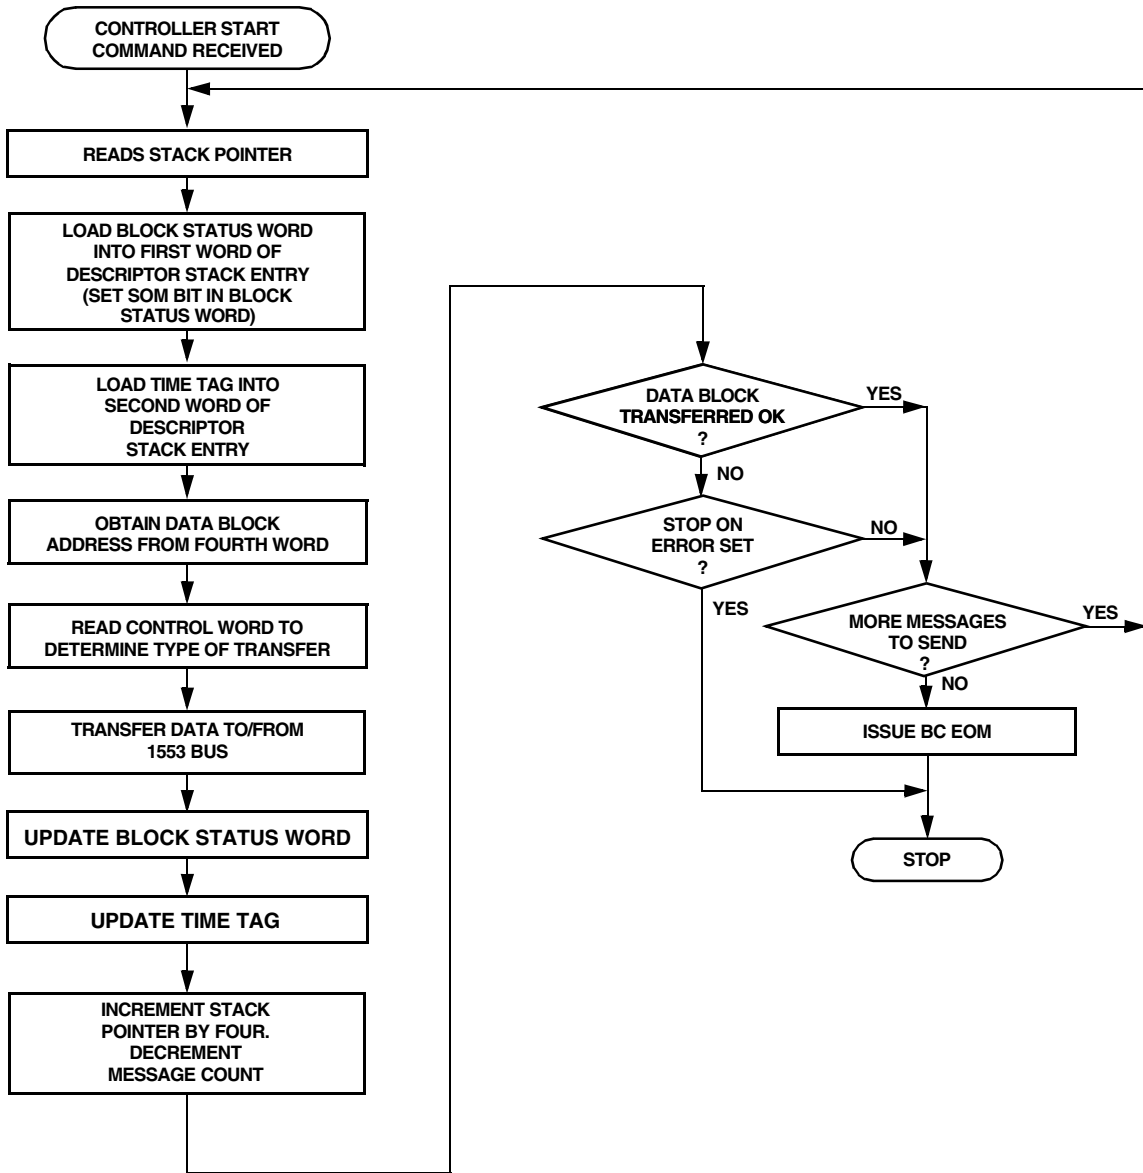 CONTROLLER START
COMMAND RECEIVED
READS STACK POINTER
LOAD BLOCK STATUS WORD
INTO FIRST WORD OF
DESCRIPTOR STACK ENTRY
(SET SOM BIT IN BLOCK
STATUS WORD)
LOAD TIME TAG INTO
SECOND WORD OF
DESCRIPTOR
STACK ENTRY
OBTAIN DATA BLOCK
ADDRESS FROM FOURTH WORD
READ CONTROL WORD TO
DETERMINE TYPE OF TRANSFER
TRANSFER DATA TO/FROM
1553 BUS
UPDATE BLOCK STATUS WORD
UPDATE TIME TAG
INCREMENT STACK
POINTER BY FOUR.
DECREMENT
MESSAGE COUNT
DATA BLOCK
TRANSFERRED OK
?
YES
NO
STOP ON
ERROR SET
?
NO
YES
MORE MESSAGES
TO SEND
?
YES
NO
ISSUE BC EOM
STOP